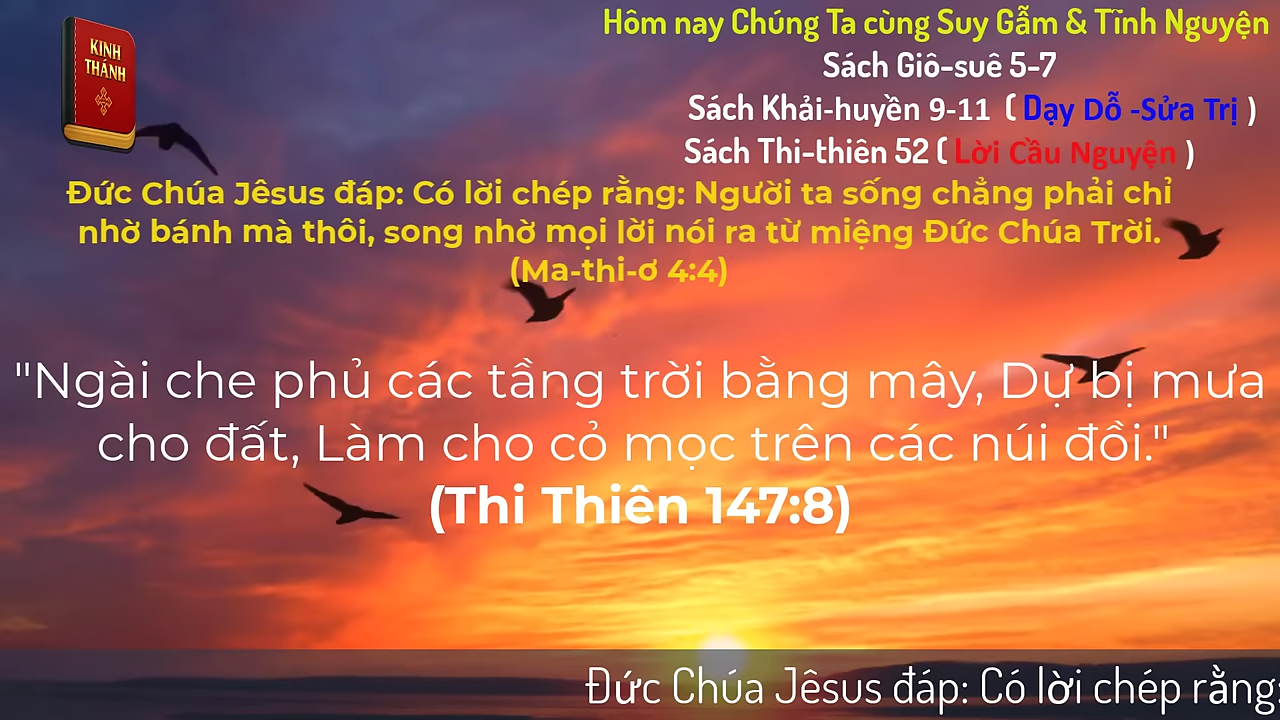 KINH
THÁNH
Hôm nay Chúng Ta cùng Suy Gẫm & Tĩnh Nguyện
Sách Giô-suê 5-7
Sách Khải-huyền 9-11 ( Dạy Dỗ -Sửa Trị )
Sách Thi-thiên 52 ( Lời Cầu Nguyện )
Đức Chúa Jêsus đáp: Có lời chép rằng: Người ta sống chẳng phải chỉ
nhờ bánh mà thôi, song nhờ mọi lời nói ra từ miệng Đức Chúa Trời.
(Ma-thi-ơ 4:4)
"Ngài che phủ các tầng trời bằng mây, Dự bị mưa
cho đất, Làm cho cỏ mọc trên các núi đồi."
(Thi Thiên 147:8)
Đức Chúa Jêsus đáp: Có lời chép rằng: